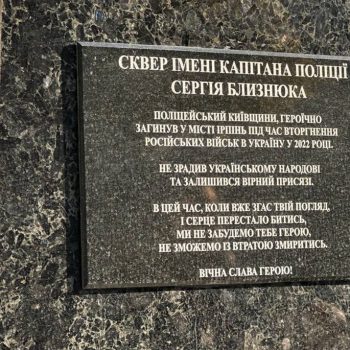 СКВЕР ІМЕНІ КАПІТАНА ПОЛІЦІЇ
СЕРГІЯ БЛИЗНЮКА
ПОЛІЦЕЙСЬКИЙ КИЇВЩИНИ, ГЕРОЇЧНО
ЗАГИНУВ У МІСТІ ІРПІНЬ ПІД ЧАС ВТОРГНЕННЯ
РОСІЙСЬКИХ ВІЙСЬК В УКРАЇНУ У 2022 РОЦІ.
НЕ ЗРАДИВ УКРАЇНСЬКОМУ НАРОДОВІ
ТА ЗАЛИШИВСЯ ВІРНИЙ ПРИСЯЗІ.
В ЦЕЙ ЧАС, КОЛИ ВЖЕ ЗГАС ТВІЙ ПОГЛЯД,
І СЕРЦЕ ПЕРЕСТАЛО БИТИСЬ,
МИ НЕ ЗАБУДЕМО ТЕБЕ ГЕРОЮ,
НЕ ЗМОЖЕМО ІЗ ВТРАТОЮ ЗМИРИТИСЬ.
ВІЧНА СЛАВА ГЕРОЮ!